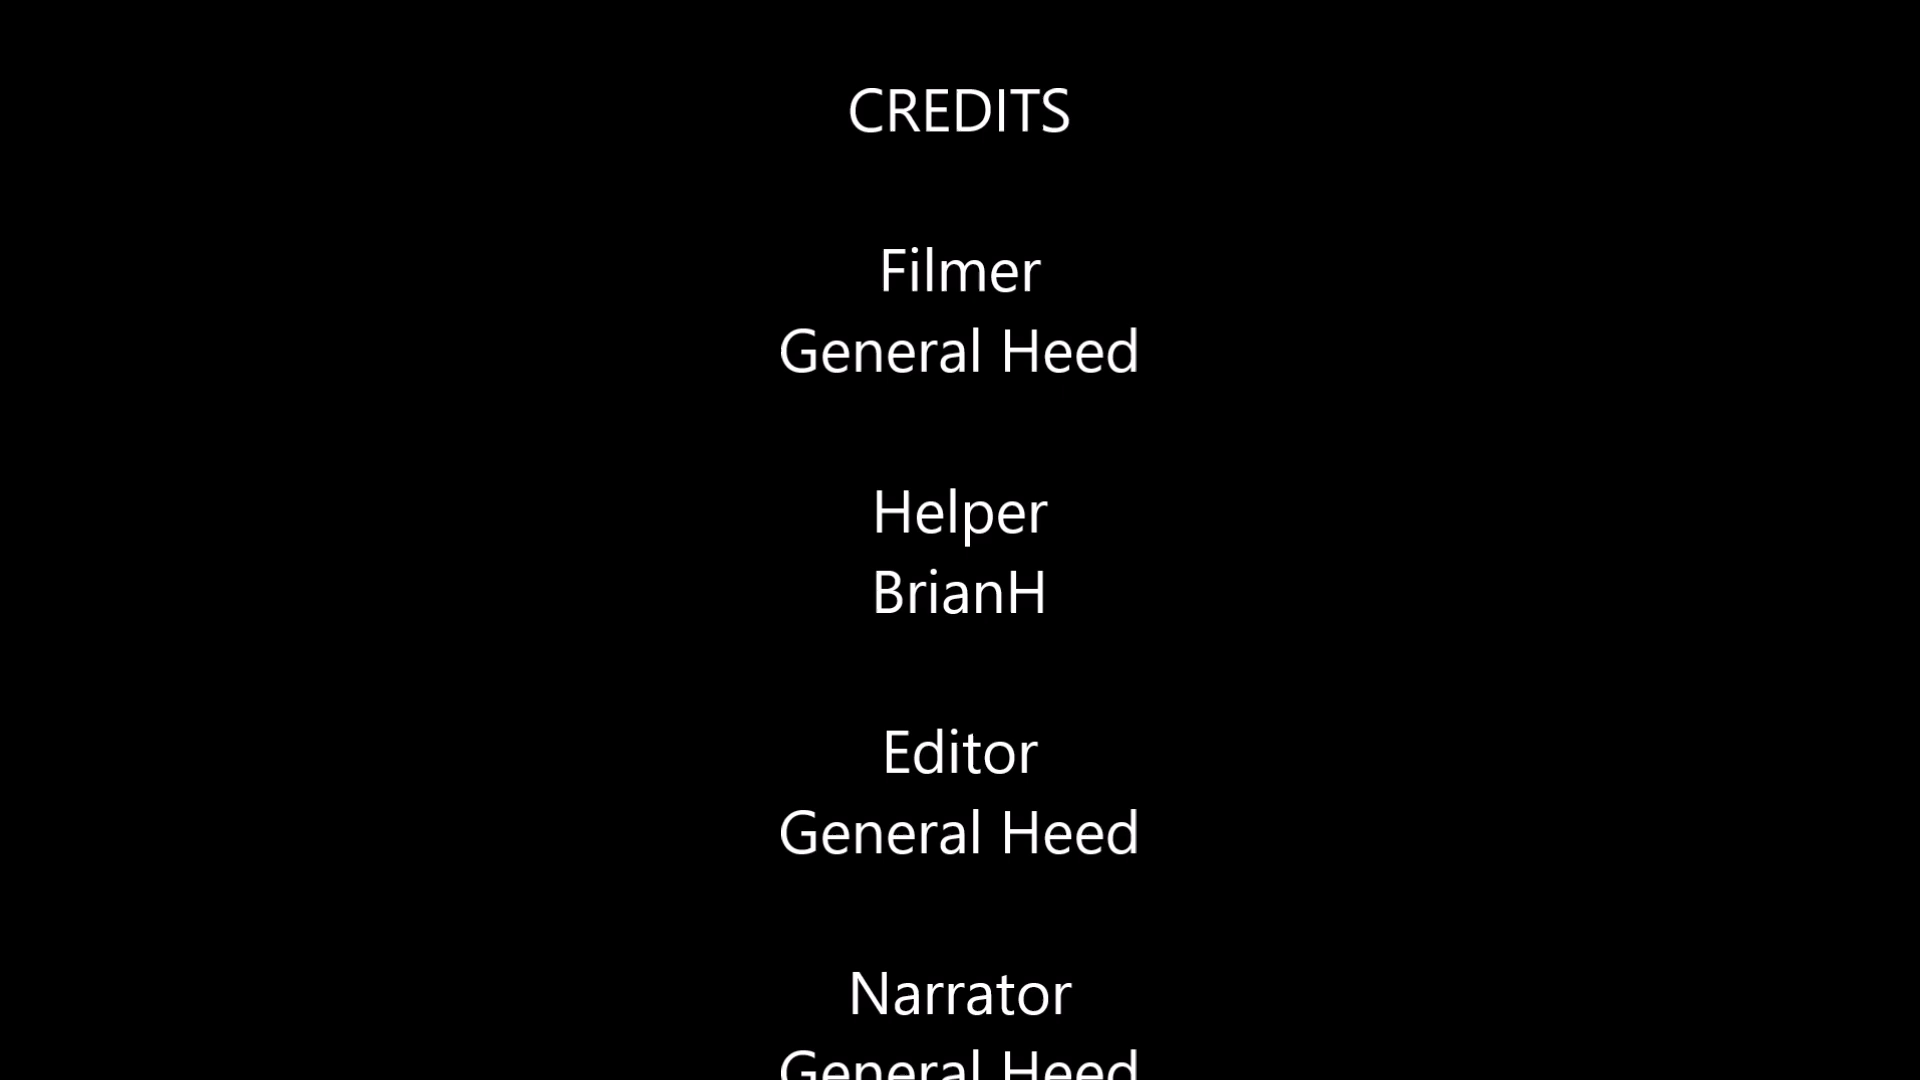 CREDITS
Filmer
General Heed
Helper
BrianH
Editor
General Heed
Narrator
General Heed